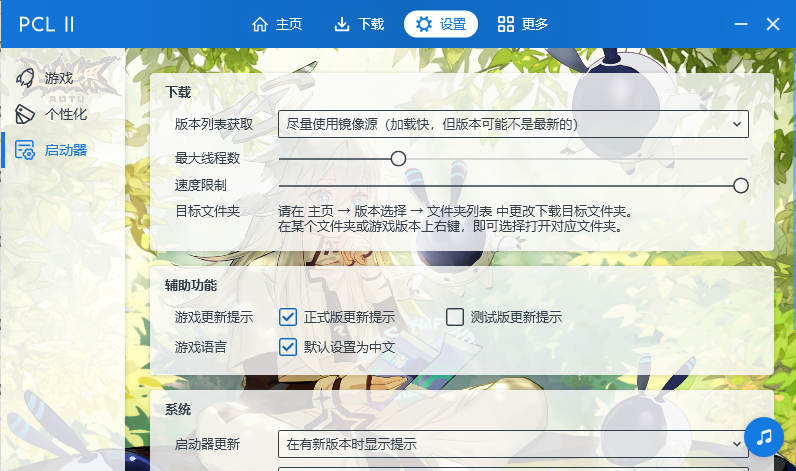 PCL II
主页
下载
设置
更多
游戏
个性化
启动器
下载
版本列表获取
尽量使用镜像源（加载快，但版本可能不是最新的）
最大线程数
速度限制
目标文件夹
请在 主页 → 版本选择 → 文件夹列表 中更改下载目标文件夹。
在某个文件夹或游戏版本上右键，即可选择打开对应文件夹。
辅助功能
游戏更新提示
正式版更新提示
测试版更新提示
游戏语言
默认设置为中文
系统
启动器更新
在有新版本时显示提示